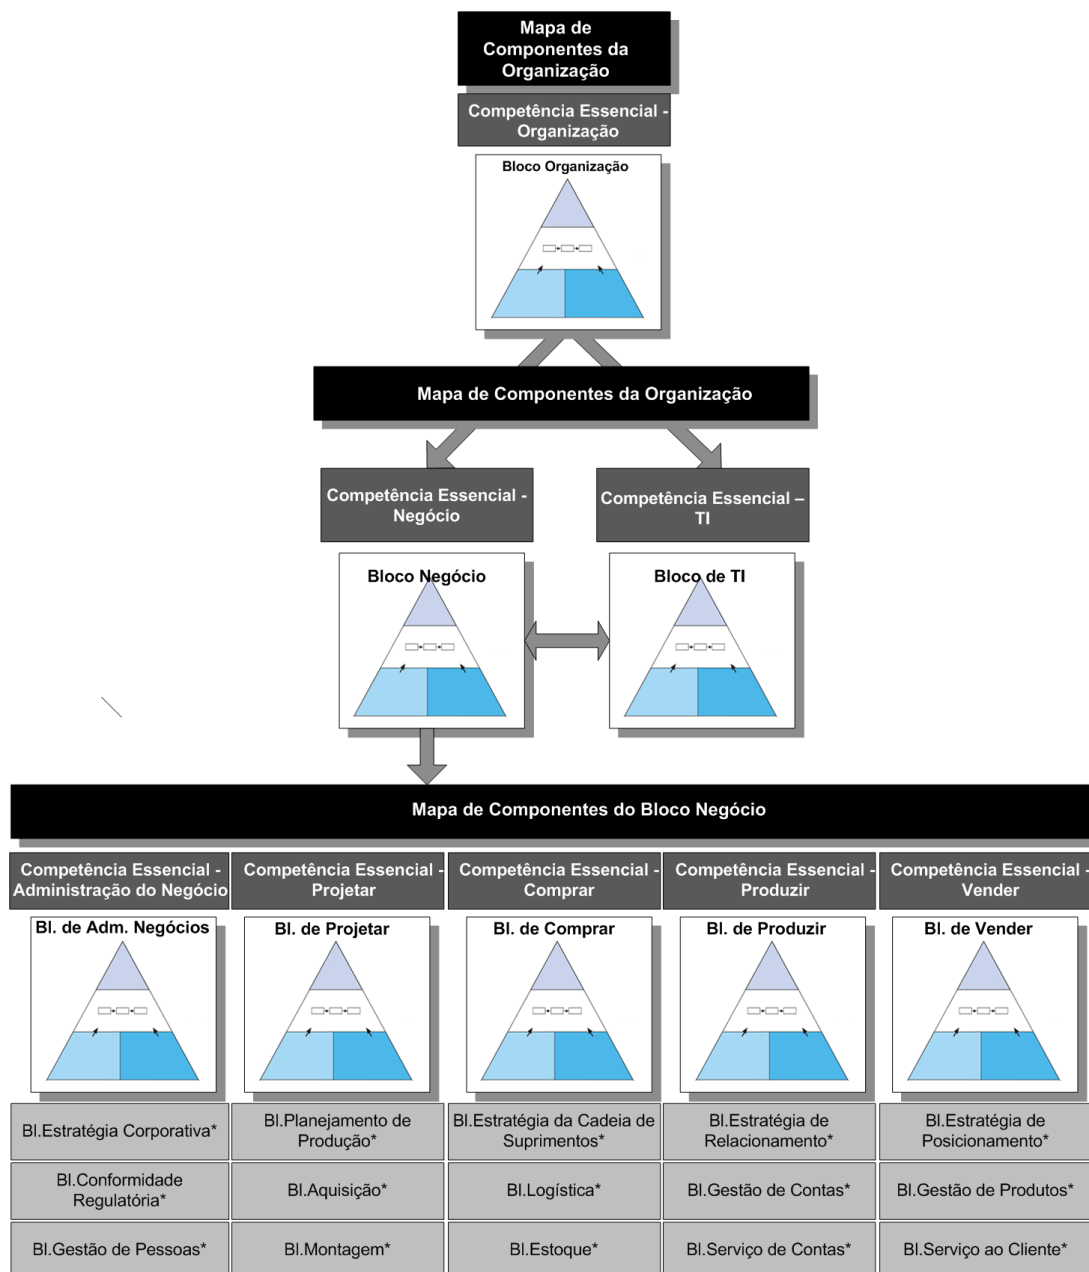 Mapa de
Componentes da
Organização
Competência Essencial -
Organização
Bloco Organização
Mapa de Componentes da Organização
Competência Essencial -
Negócio
Competência Essencial –
TI
Bloco Negócio
Bloco de TI
Mapa de Componentes do Bloco Negócio
Competência Essencial -
Administração do Negócio
Competência Essencial -
Projetar
Competência Essencial -
Comprar
Competência Essencial -
Produzir
Competência Essencial -
Vender
Bl. de Adm. Negócios
Bl. de Projetar
Bl. de Comprar
Bl. de Produzir
Bl. de Vender
Bl.Estratégia Corporativa*
Bl.Planejamento de
Produção*
Bl.Estratégia da Cadeia de
Suprimentos*
Bl.Estratégia de
Relacionamento*
Bl.Estratégia de
Posicionamento*
Bl.Conformidade
Regulatória*
Bl.Aquisição*
Bl.Logística*
Bl.Gestão de Contas*
Bl.Gestão de Produtos*
Bl.Gestão de Pessoas*
Bl.Montagem*
Bl.Estoque*
Bl.Serviço de Contas*
Bl.Serviço ao Cliente*